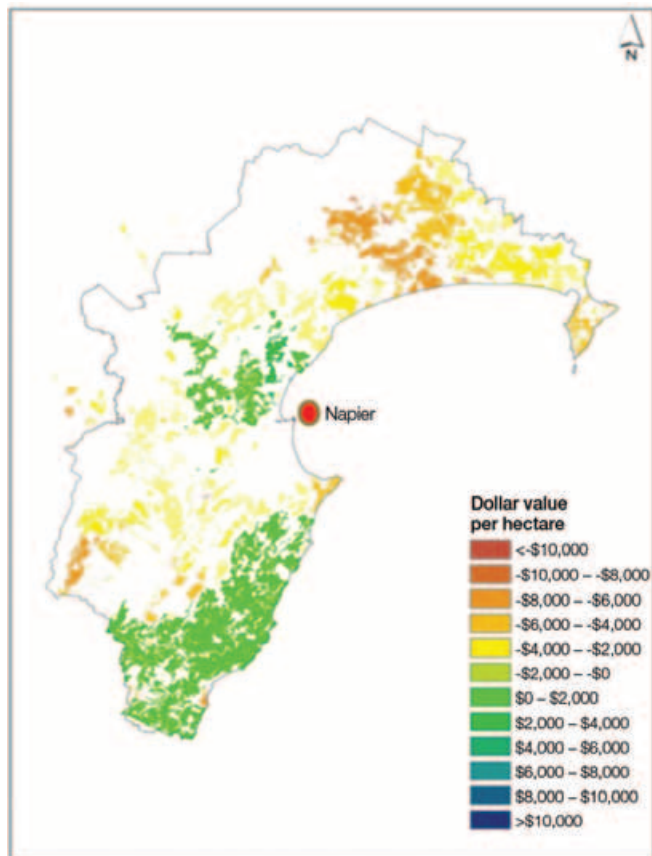 N
Napier
Dollar value
per hectare
<-$10,000
-$10,000 – -$8,000
-$8,000 – -$6,000
-$6,000 – -$4,000
-$4,000 – -$2,000
-$2,000 – -$0
$0 – $2,000
$2,000 – $4,000
$4,000 – $6,000
$6,000 – $8,000
$8,000 – $10,000
>$10,000